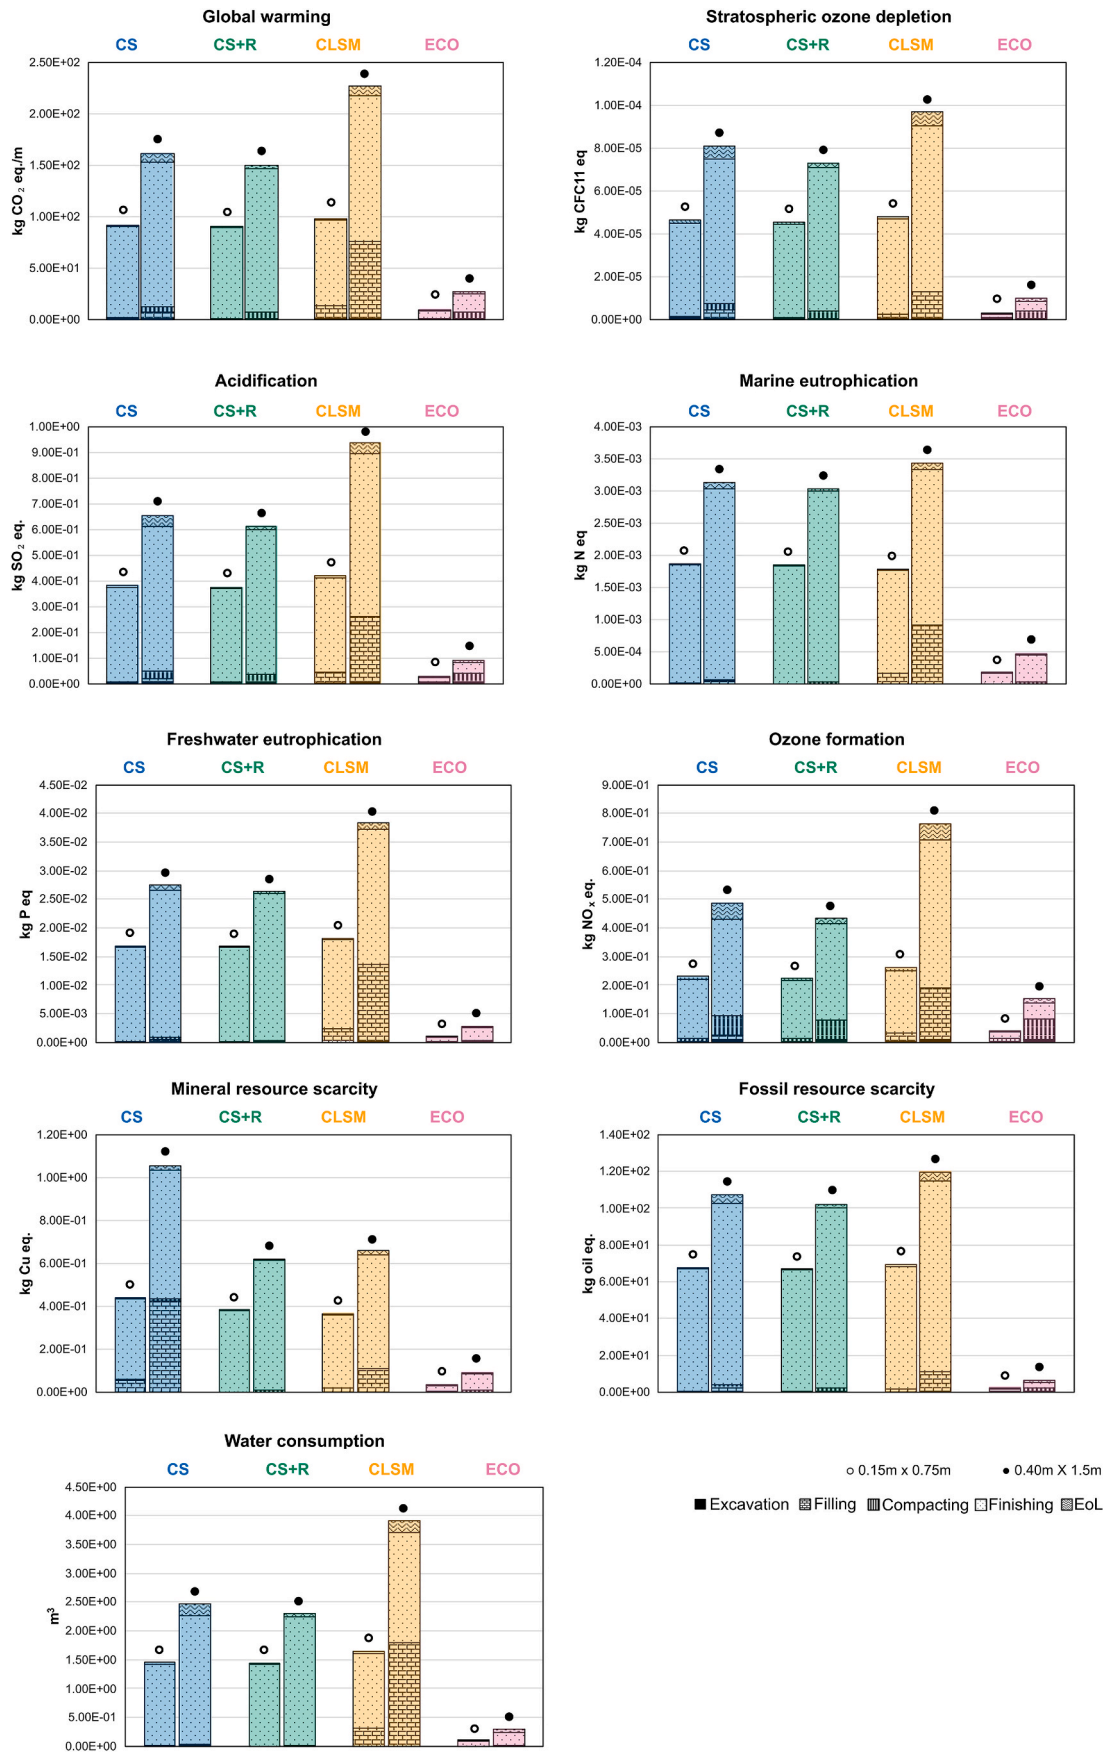 Global warming
CS CS+R CLSM ECO
kg CO2 eq./m
2.50E+02
2.00E+02
1.50E+02
1.00E+02
5.00E+01
0.00E+00
Stratospheric ozone depletion
CS CS+R CLSM ECO
kg CFC11 eq
1.20E-04
1.00E-04
8.00E-05
6.00E-05
4.00E-05
2.00E-05
0.00E+00
Acidification
CS CS+R CLSM ECO
kg SO2 eq.
1.00E+00
9.00E-01
8.00E-01
7.00E-01
6.00E-01
5.00E-01
4.00E-01
3.00E-01
2.00E-01
1.00E-01
0.00E+00
Marine eutrophication
CS CS+R CLSM ECO
kg N eq
4.00E-03
3.50E-03
3.00E-03
2.50E-03
2.00E-03
1.50E-03
1.00E-03
5.00E-04
0.00E+00
Freshwater eutrophication
CS CS+R CLSM ECO
kg P eq
4.50E-02
4.00E-02
3.50E-02
3.00E-02
2.50E-02
2.00E-02
1.50E-02
1.00E-02
5.00E-03
0.00E+00
Ozone formation
CS CS+R CLSM ECO
kg NOx eq.
9.00E-01
8.00E-01
7.00E-01
6.00E-01
5.00E-01
4.00E-01
3.00E-01
2.00E-01
1.00E-01
0.00E+00
Mineral resource scarcity
CS CS+R CLSM ECO
kg Cu eq.
1.20E+00
1.00E+00
8.00E-01
6.00E-01
4.00E-01
2.00E-01
0.00E+00
Fossil resource scarcity
CS CS+R CLSM ECO
kg oil eq.
1.40E+02
1.20E+02
1.00E+02
8.00E+01
6.00E+01
4.00E+01
2.00E+01
0.00E+00
Water consumption
CS CS+R CLSM ECO
m3
4.50E+00
4.00E+00
3.50E+00
3.00E+00
2.50E+00
2.00E+00
1.50E+00
1.00E+00
5.00E-01
0.00E+00
0.15m x 0.75m 0.40m X 1.5m
Excavation Filling Compacting Finishing EoL